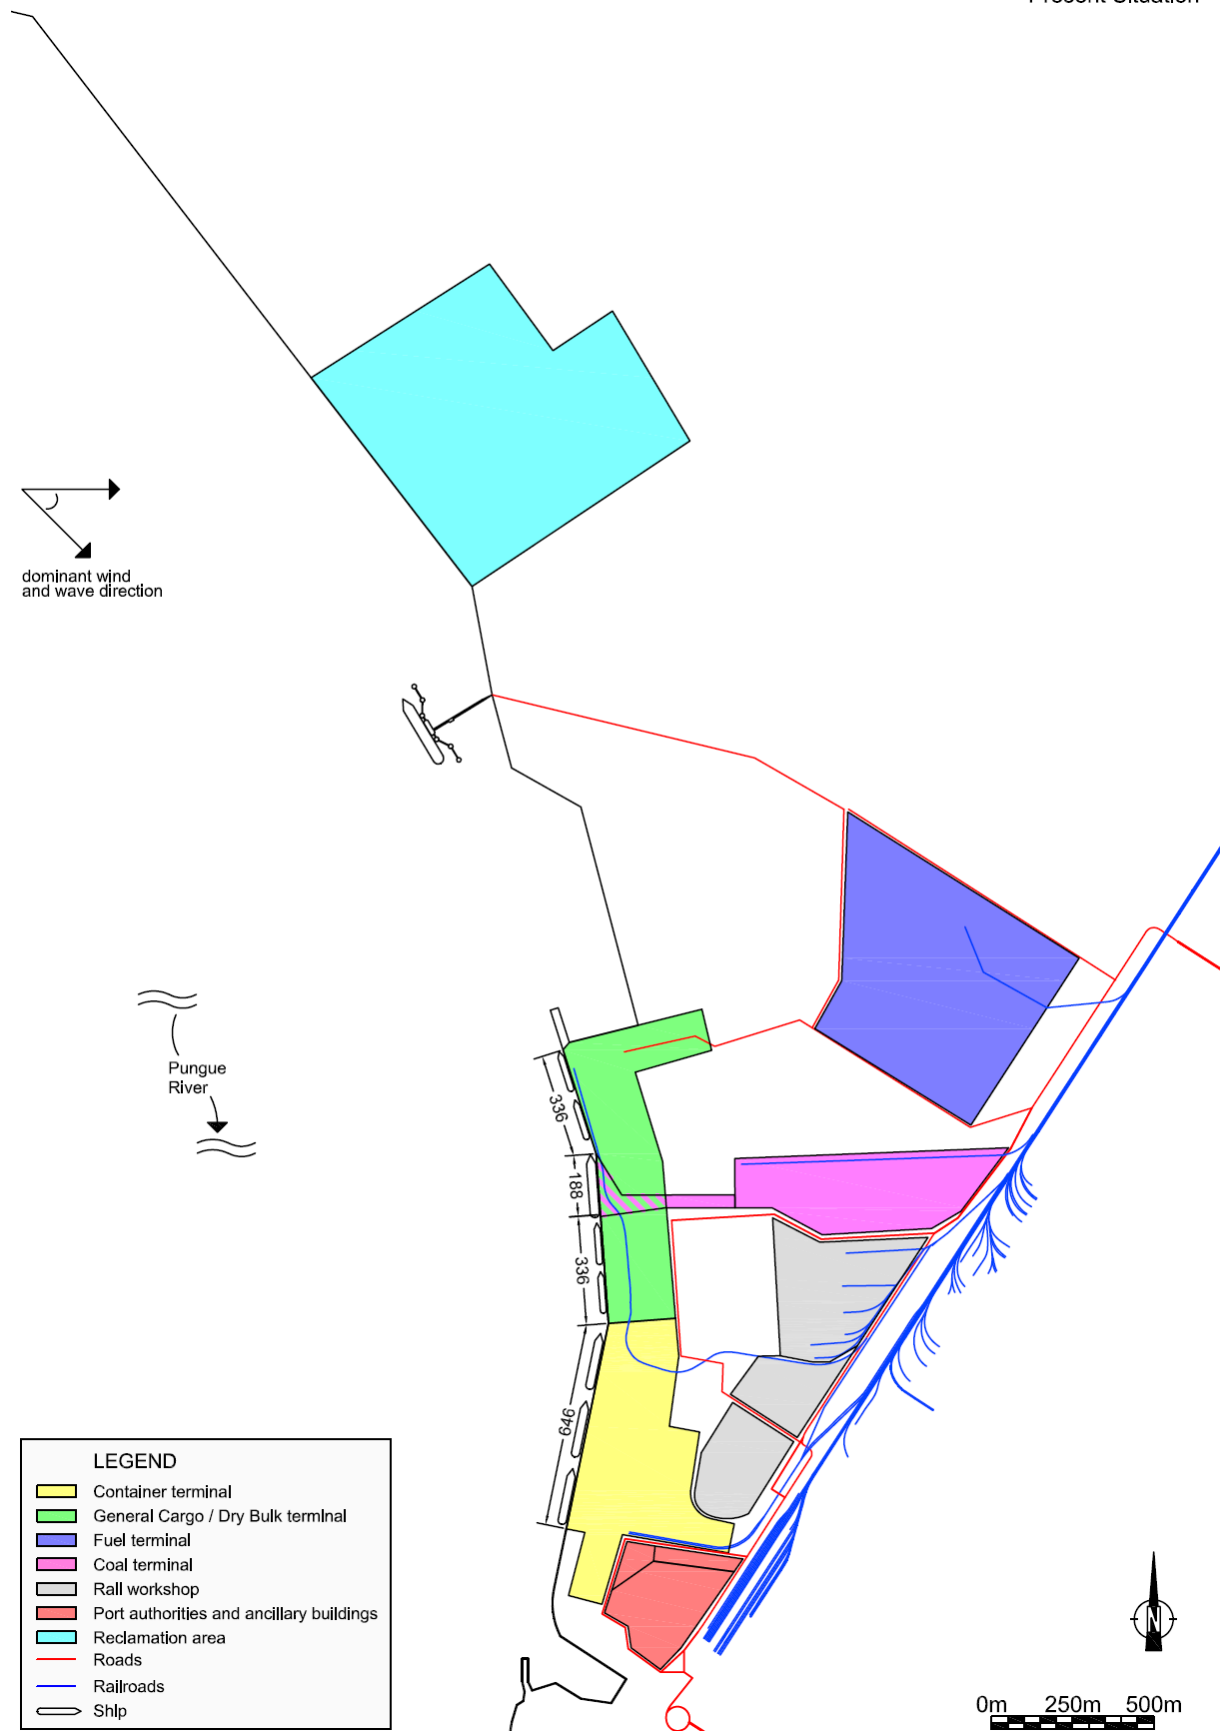 Present Situation
dominant wind
and wave direction
Pungue
River
336
188
336
646
LEGEND
Container terminal
General Cargo / Dry Bulk terminal
Fuel terminal
Coal terminal
Rail workshop
Port authorities and ancillary buildings
Reclamation area
Roads
Railroads
Ship
N
0m 250m 500m